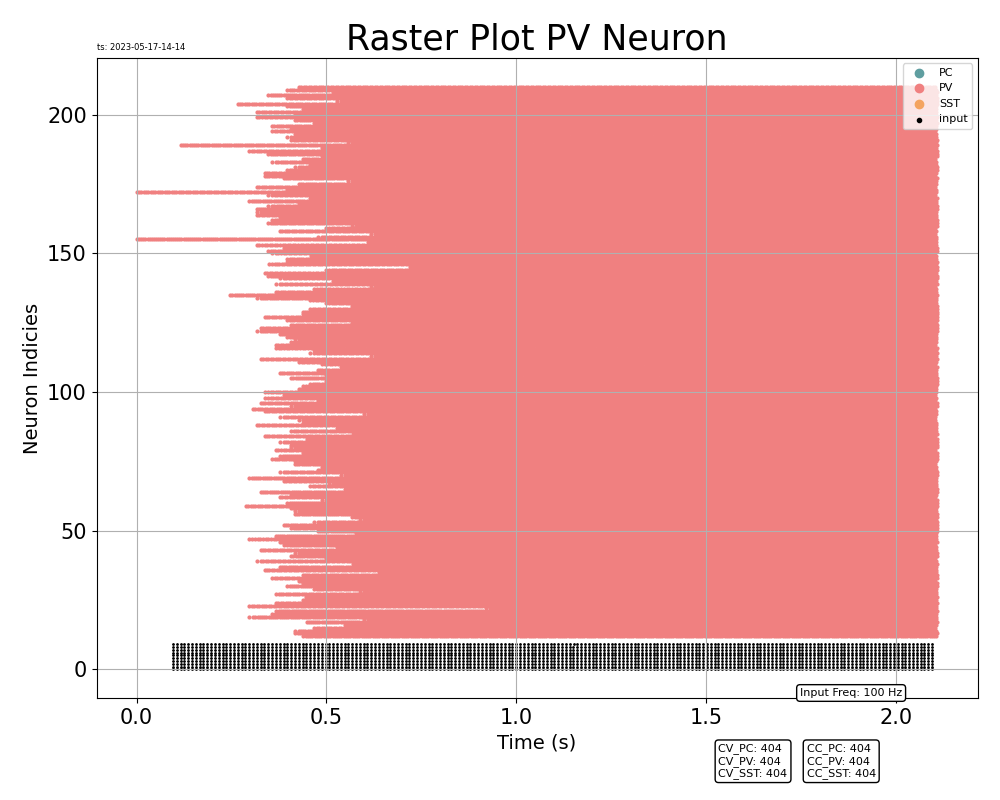 Raster Plot PV Neuron
ts: 2023-05-17-14-14
PC
PV
SST
input
200
150
100
50
0
Neuron Indicies
0.0 0.5 1.0 1.5 2.0
Time (s)
Input Freq: 100 Hz
CV_PC: 404
CV_PV: 404
CV_SST: 404
CC_PC: 404
CC_PV: 404
CC_SST: 404